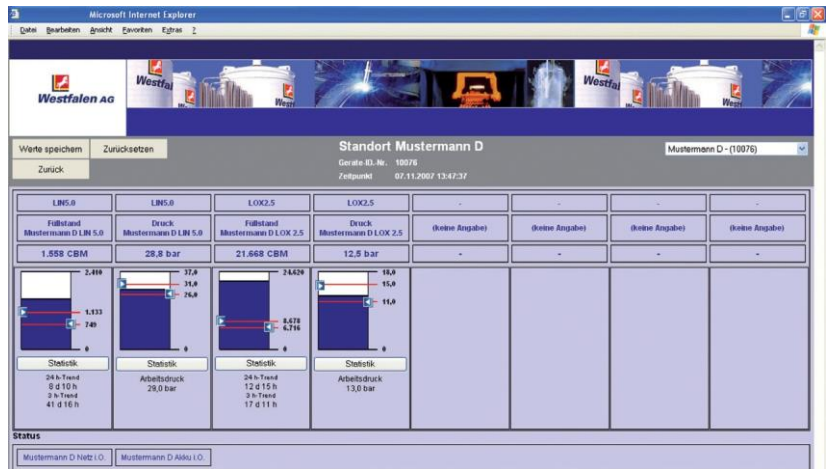 Microsoft Internet Explorer
Datei Bearbeiten Ansicht Favoriten Extras ?
Westfalen AG
Westfal
West
Westfal
West
Werte speichern Zurücksetzen
Zurück
Standort Mustermann D
Geräte-ID.-Nr. 10076
Zeitpunkt 07.11.2007 13:47:37
Mustermann D - (10076)
LIN5.0 LIN5.0 LOX2.5 LOX2.5 - - - -
Füllstand Mustermann D LIN 5.0
Druck Mustermann D LIN 5.0
Füllstand Mustermann D LOX 2.5
Druck Mustermann D LOX 2.5
(keine Angabe) (keine Angabe) (keine Angabe) (keine Angabe)
1.558 CBM 28,8 bar 21.668 CBM 12,5 bar - - - -
2.410
1.133
749
0
37,0
31,0
26,0
0
24.620
8.678
6.716
0
18,0
15,0
11,0
0
Statistik Statistik Statistik Statistik
24 h-Trend
8 d 10 h
3 h-Trend
41 d 16 h
Arbeitsdruck
29,0 bar
24 h-Trend
12 d 15 h
3 h-Trend
17 d 11 h
Arbeitsdruck
13,0 bar
Status
Mustermann D Netz i.O. Mustermann D Akku i.O.